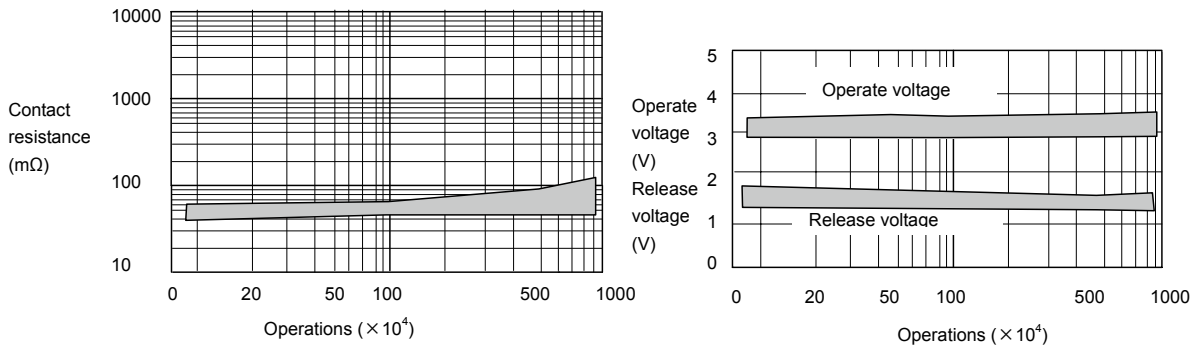 10000
1000
100
10
Contact
resistance
(mΩ)
0 20 50 100 500 1000
Operations (×10⁴)
5
4
3
2
1
0
Operate
voltage
(V)
Release
voltage
(V)
Operate voltage
Release voltage
0 20 50 100 500 1000
Operations (×10⁴)